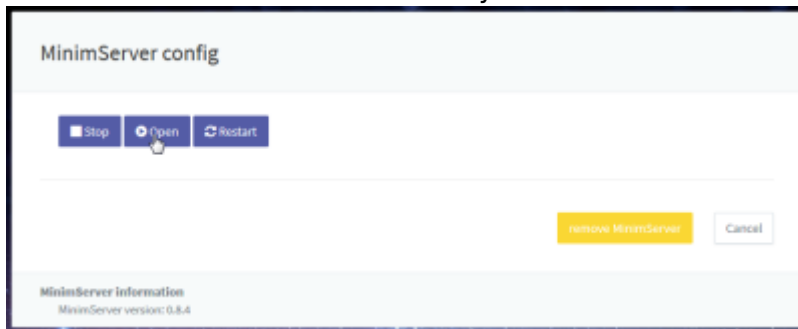 MinimServer config
Stop Open Restart
remove MinimServer Cancel
MinimServer information
MinimServer version: 0.8.4